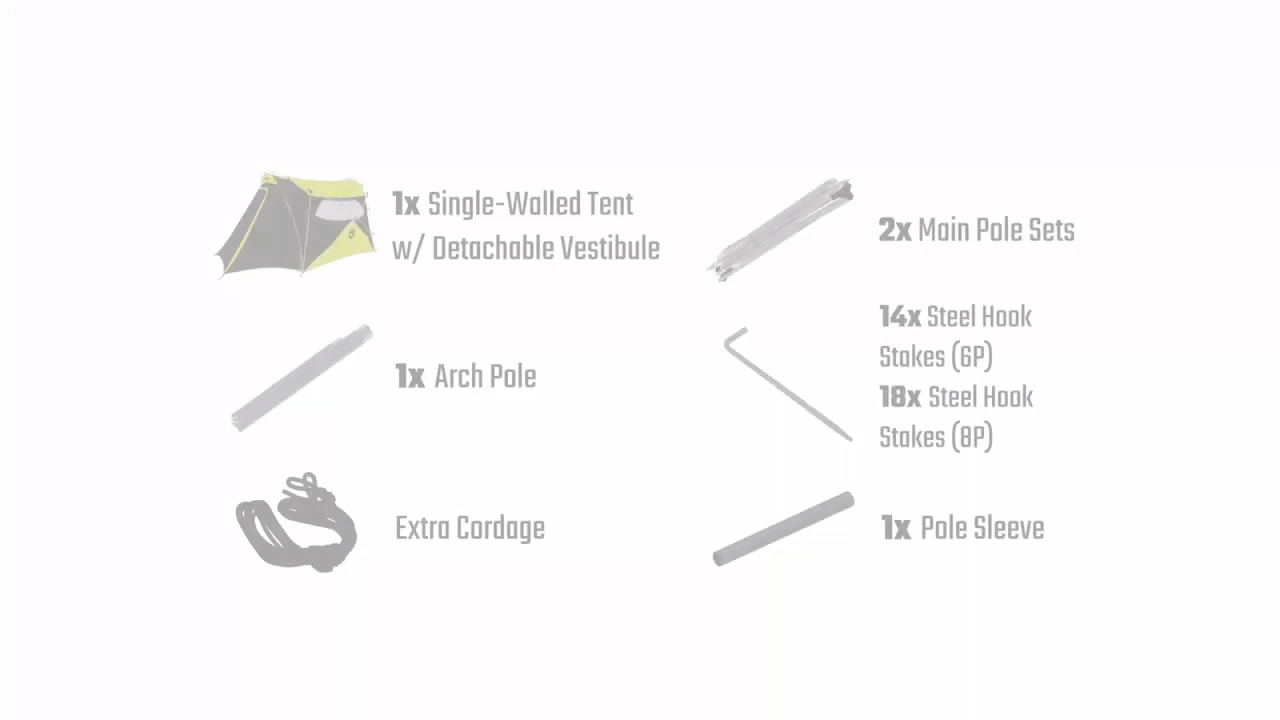 1x Single-Walled Tent
w/ Detachable Vestibule
2x Main Pole Sets
1x Arch Pole
14x Steel Hook
Stakes (6P)
18x Steel Hook
Stakes (8P)
Extra Cordage
1x Pole Sleeve